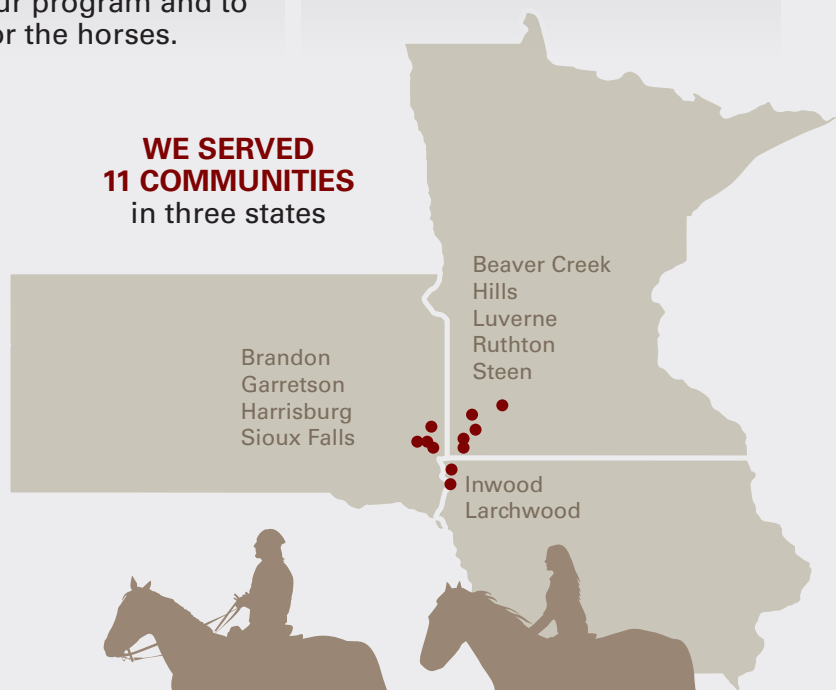 ur program and to
or the horses.
WE SERVED
11 COMMUNITIES
in three states
Beaver Creek
Hills
Luverne
Ruthton
Steen
Brandon
Garretson
Harrisburg
Sioux Falls
Inwood
Larchwood